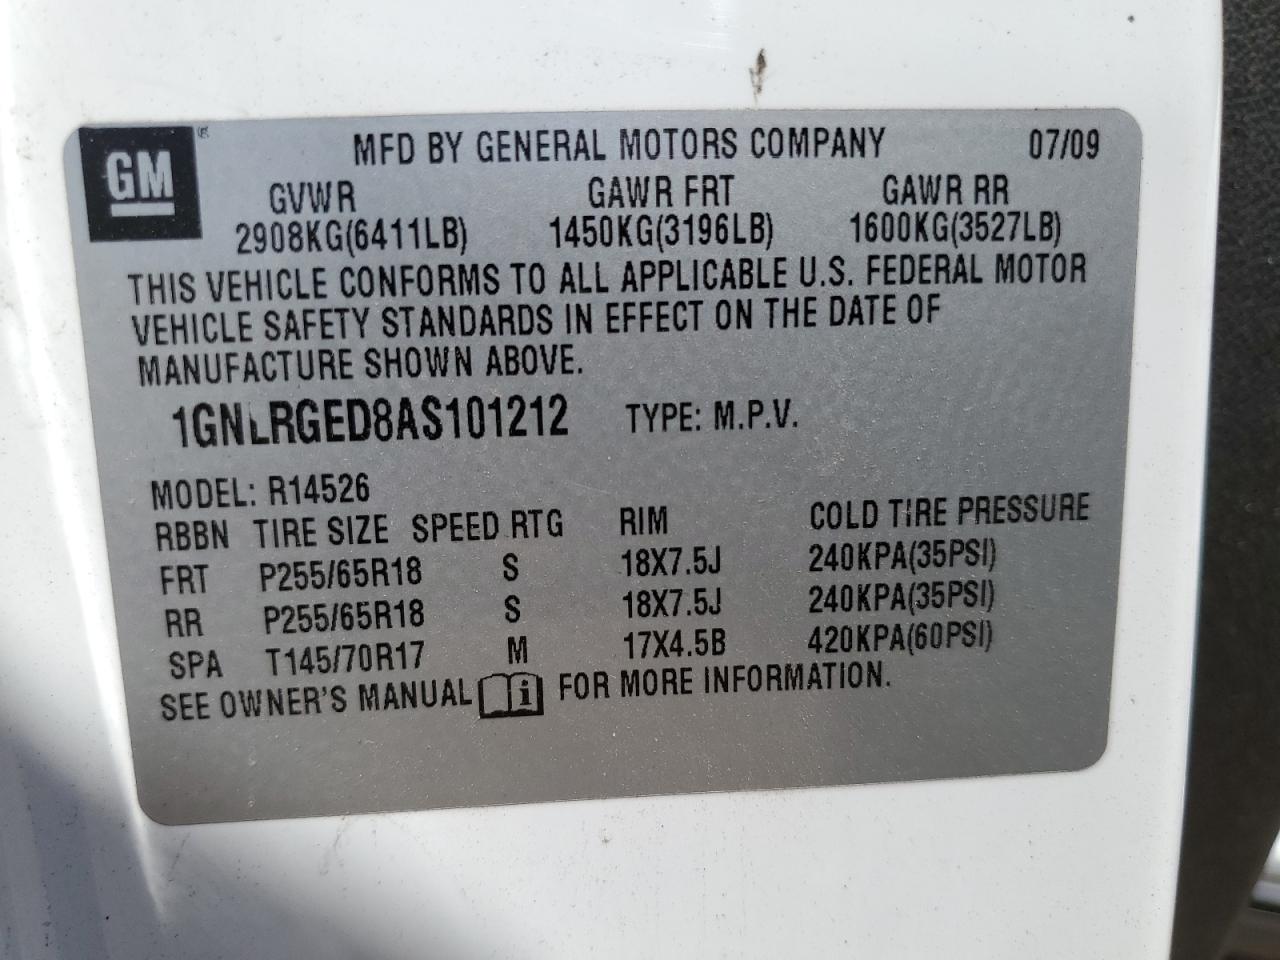 GM ®
MFD BY GENERAL MOTORS COMPANY 07/09
GVWR GAWR FRT GAWR RR
2908KG(6411LB) 1450KG(3196LB) 1600KG(3527LB)
THIS VEHICLE CONFORMS TO ALL APPLICABLE U.S. FEDERAL MOTOR
VEHICLE SAFETY STANDARDS IN EFFECT ON THE DATE OF
MANUFACTURE SHOWN ABOVE.
1GNLRGED8AS101212 TYPE: M.P.V.
MODEL: R14526
RBBN TIRE SIZE SPEED RTG RIM COLD TIRE PRESSURE
FRT P255/65R18 S 18X7.5J 240KPA(35PSI)
RR P255/65R18 S 18X7.5J 240KPA(35PSI)
SPA T145/70R17 M 17X4.5B 420KPA(60PSI)
SEE OWNER'S MANUAL i FOR MORE INFORMATION.